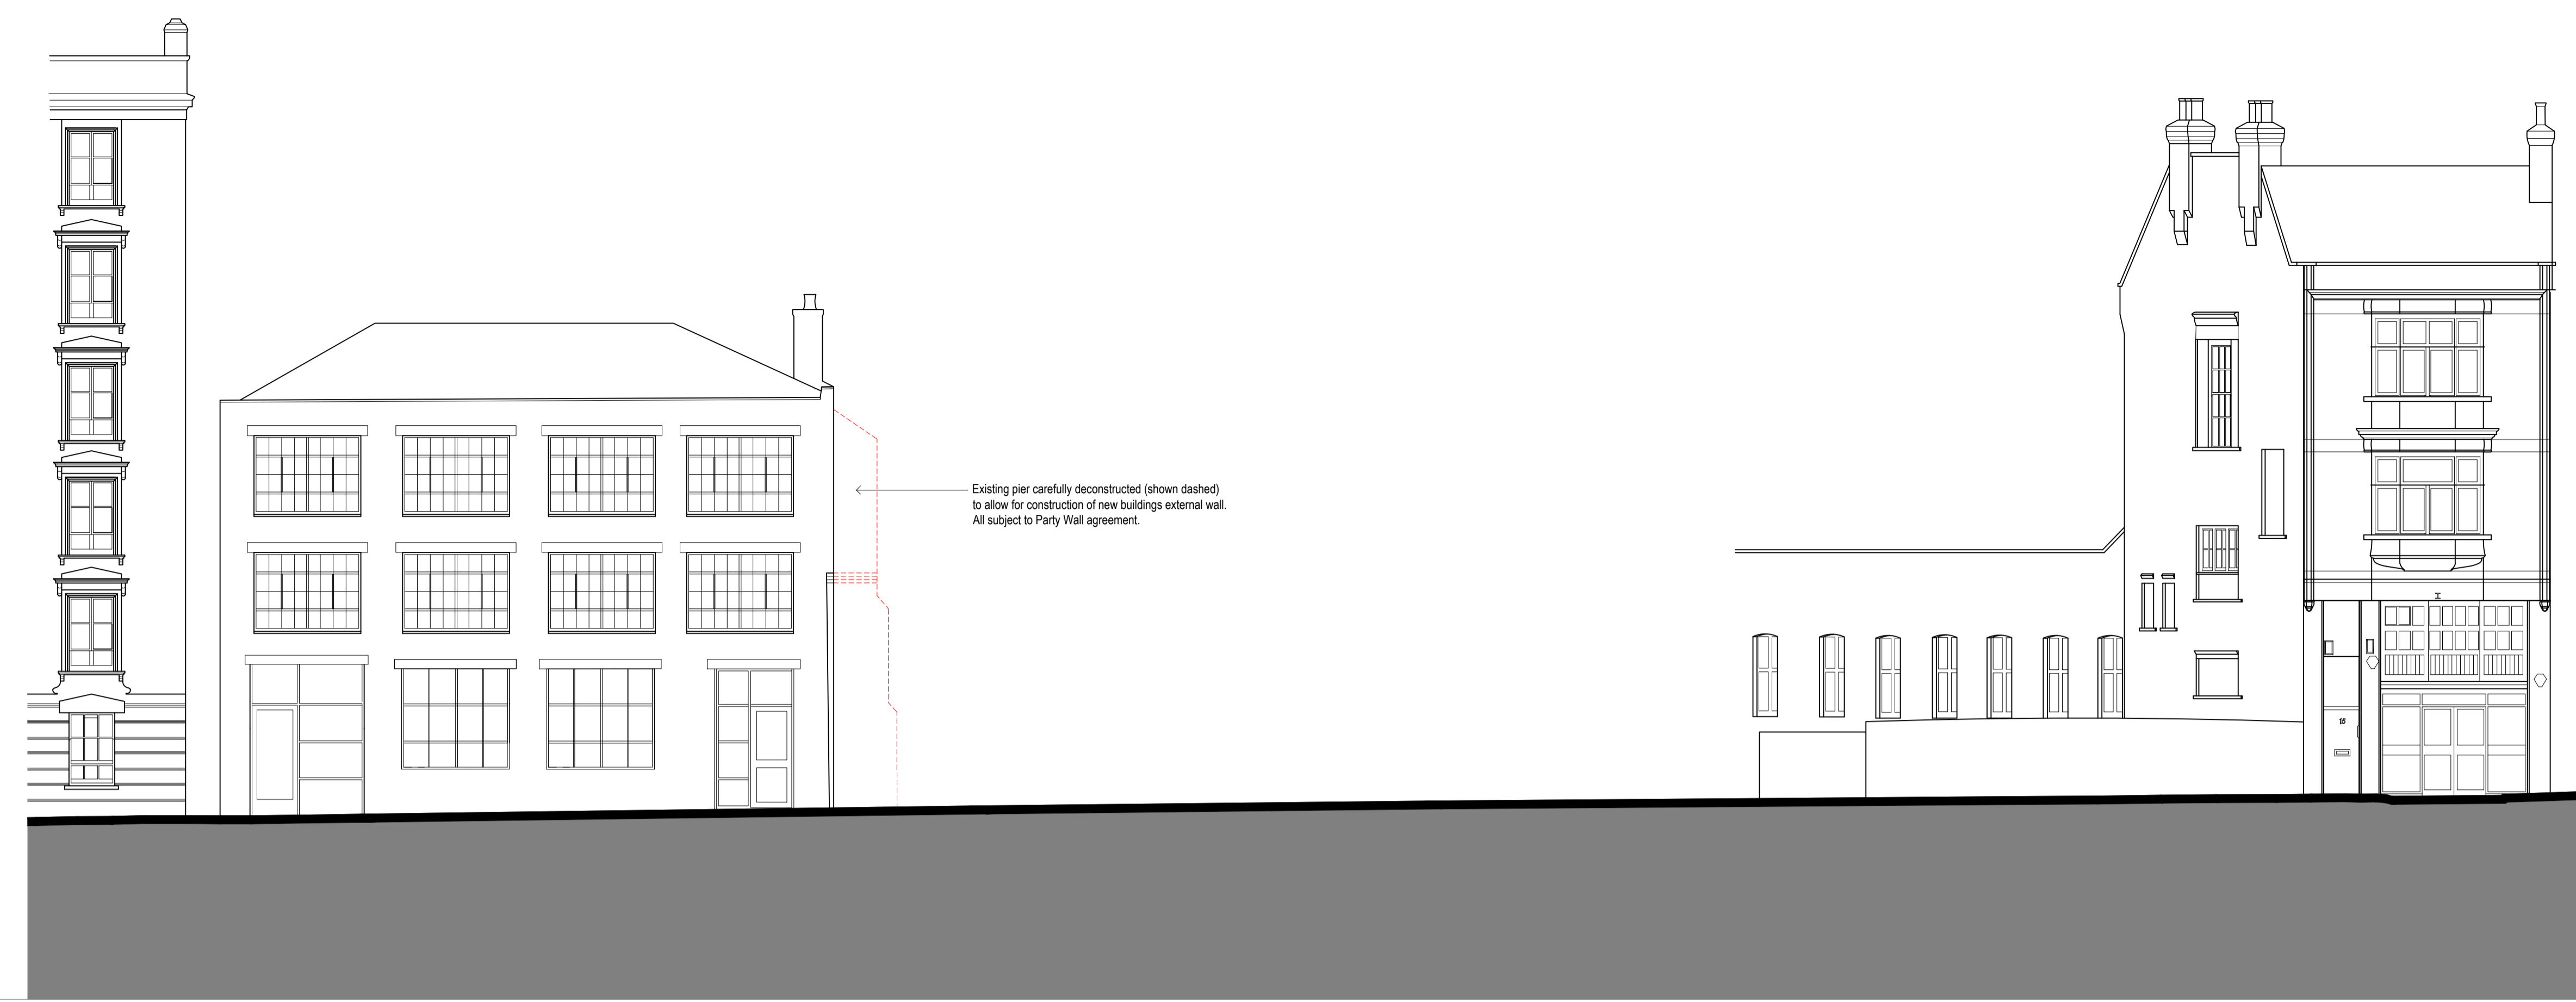 Existing pier carefully deconstructed (shown dashed)
to allow for construction of new buildings external wall.
All subject to Party Wall agreement.
15